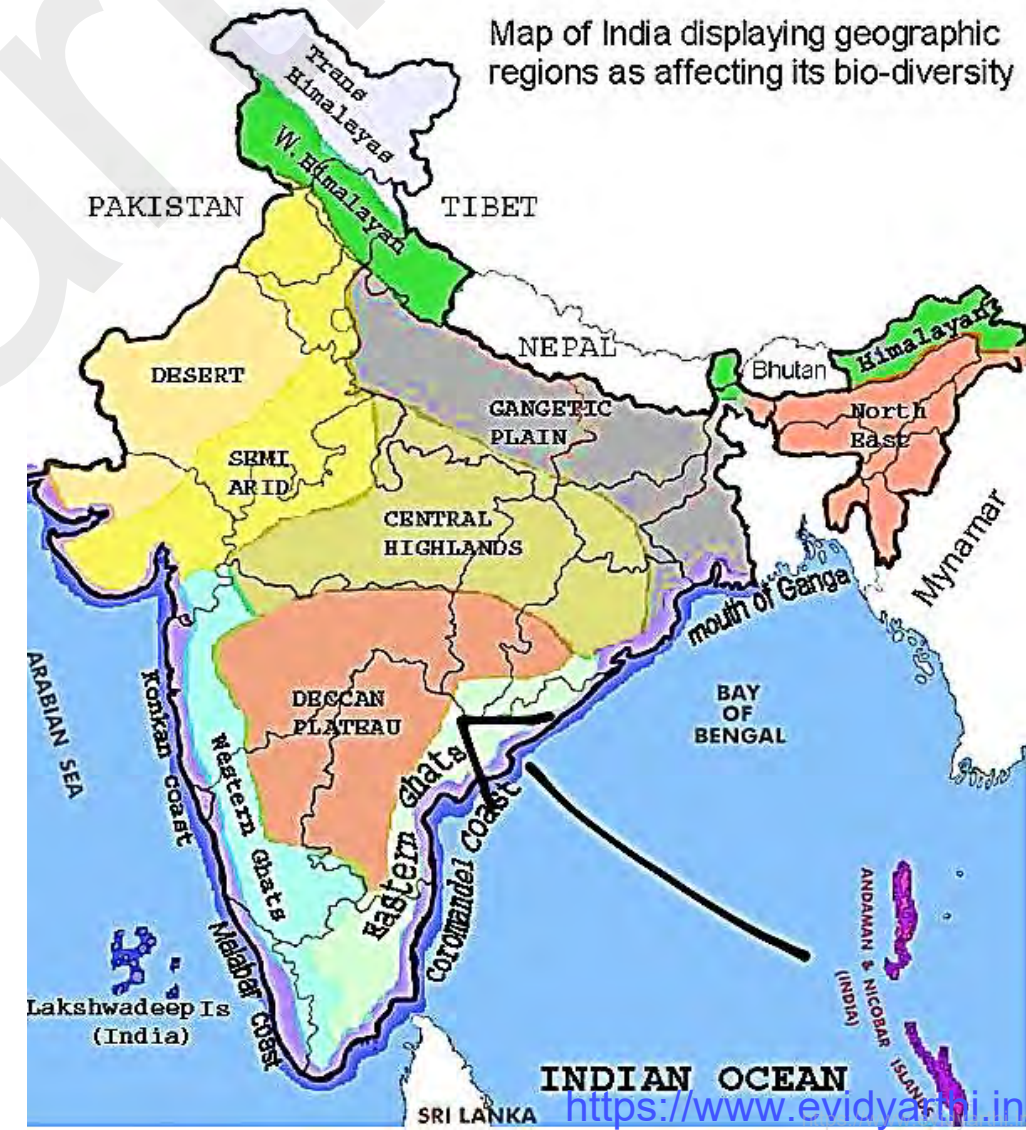 Map of India displaying geographic
regions as affecting its bio-diversity
Trans
Himalayas
W. Himalayan
PAKISTAN
TIBET
NEPAL
Bhutan
Himalayan
DESERT
GANGETIC
PLAIN
North
East
SEMI
ARID
CENTRAL
HIGHLANDS
Mynamar
mouth of Ganga
ARABIAN SEA
Konkan coast
DECCAN
PLATEAU
BAY
OF
BENGAL
Western Ghats
Eastern Ghats
Coromandel Coast
ANDAMAN & NICOBAR ISLANDS
(INDIA)
Malabar coast
Lakshwadeep Is
(India)
INDIAN OCEAN
SRI LANKA
https://www.evidyarthi.in